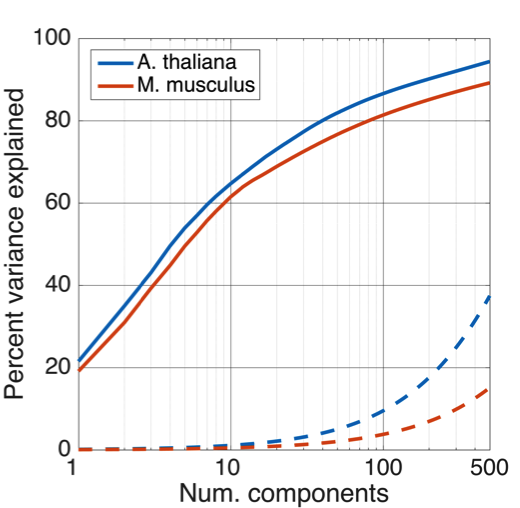 100
80
60
40
20
0
Percent variance explained
A. thaliana
M. musculus
1
10
100
500
Num. components